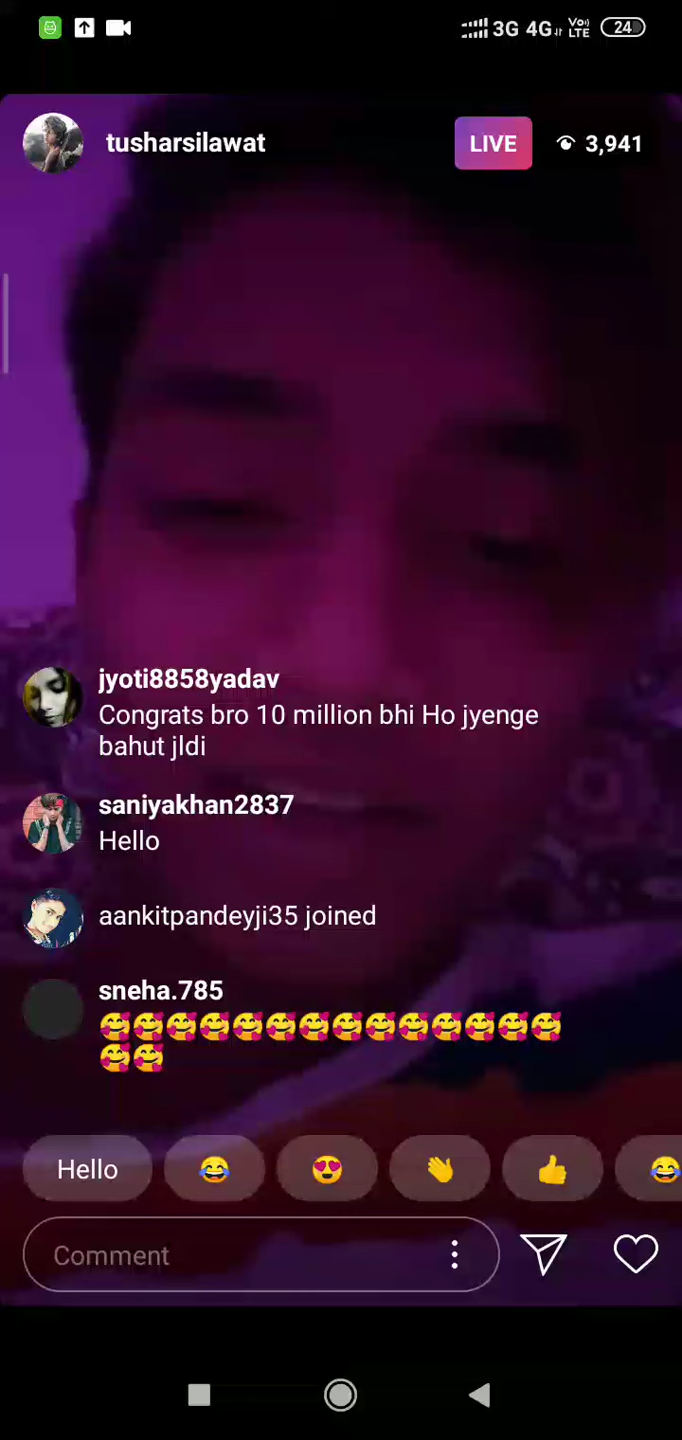 3G 4G Vo) LTE 24
tusharsilawat LIVE 3,941
jyoti8858yadav
Congrats bro 10 million bhi Ho jyenge
bahut jldi
saniyakhan2837
Hello
aankitpandeyji35 joined
sneha.785
🥰🥰🥰🥰🥰🥰🥰🥰🥰🥰🥰🥰🥰🥰
🥰🥰
Hello 😂 😍 👏 👍 😂
Comment